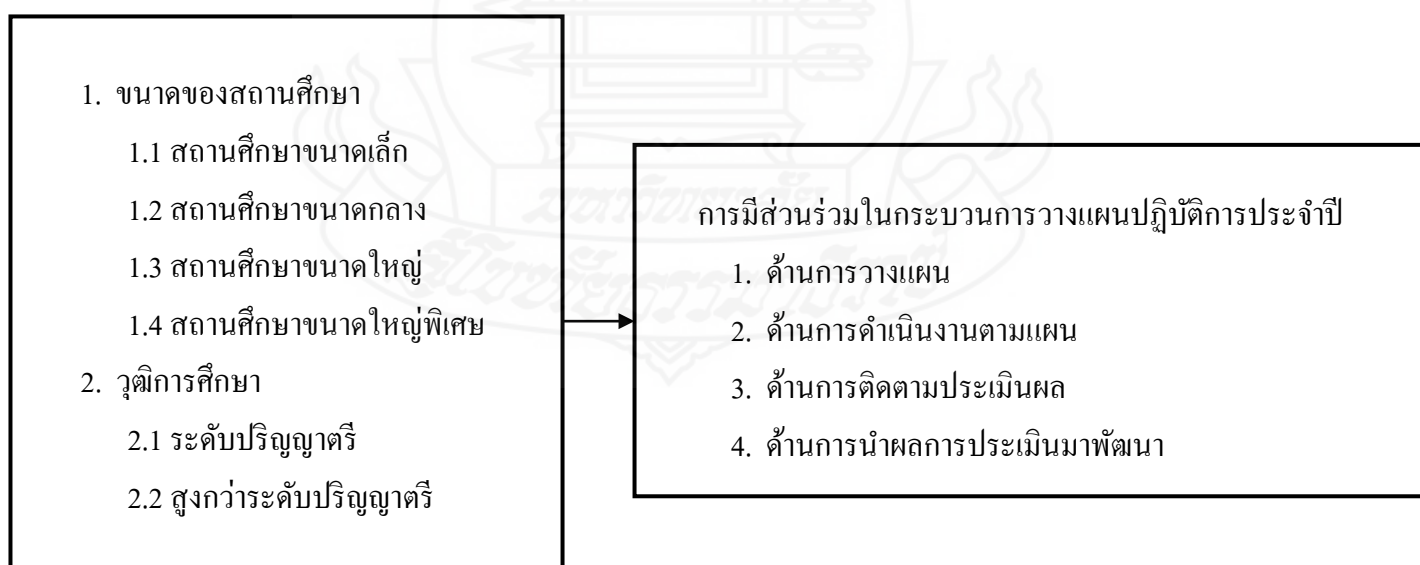 1. ขนาดของสถานศึกษา
1.1 สถานศึกษาขนาดเล็ก
1.2 สถานศึกษาขนาดกลาง
1.3 สถานศึกษาขนาดใหญ่
1.4 สถานศึกษาขนาดใหญ่พิเศษ
2. วุฒิการศึกษา
2.1 ระดับปริญญาตรี
2.2 สูงกว่าระดับปริญญาตรี
การมีส่วนร่วมในกระบวนการวางแผนปฏิบัติการประจำปี
1. ด้านการวางแผน
2. ด้านการดำเนินงานตามแผน
3. ด้านการติดตามประเมินผล
4. ด้านการนำผลการประเมินมาพัฒนา